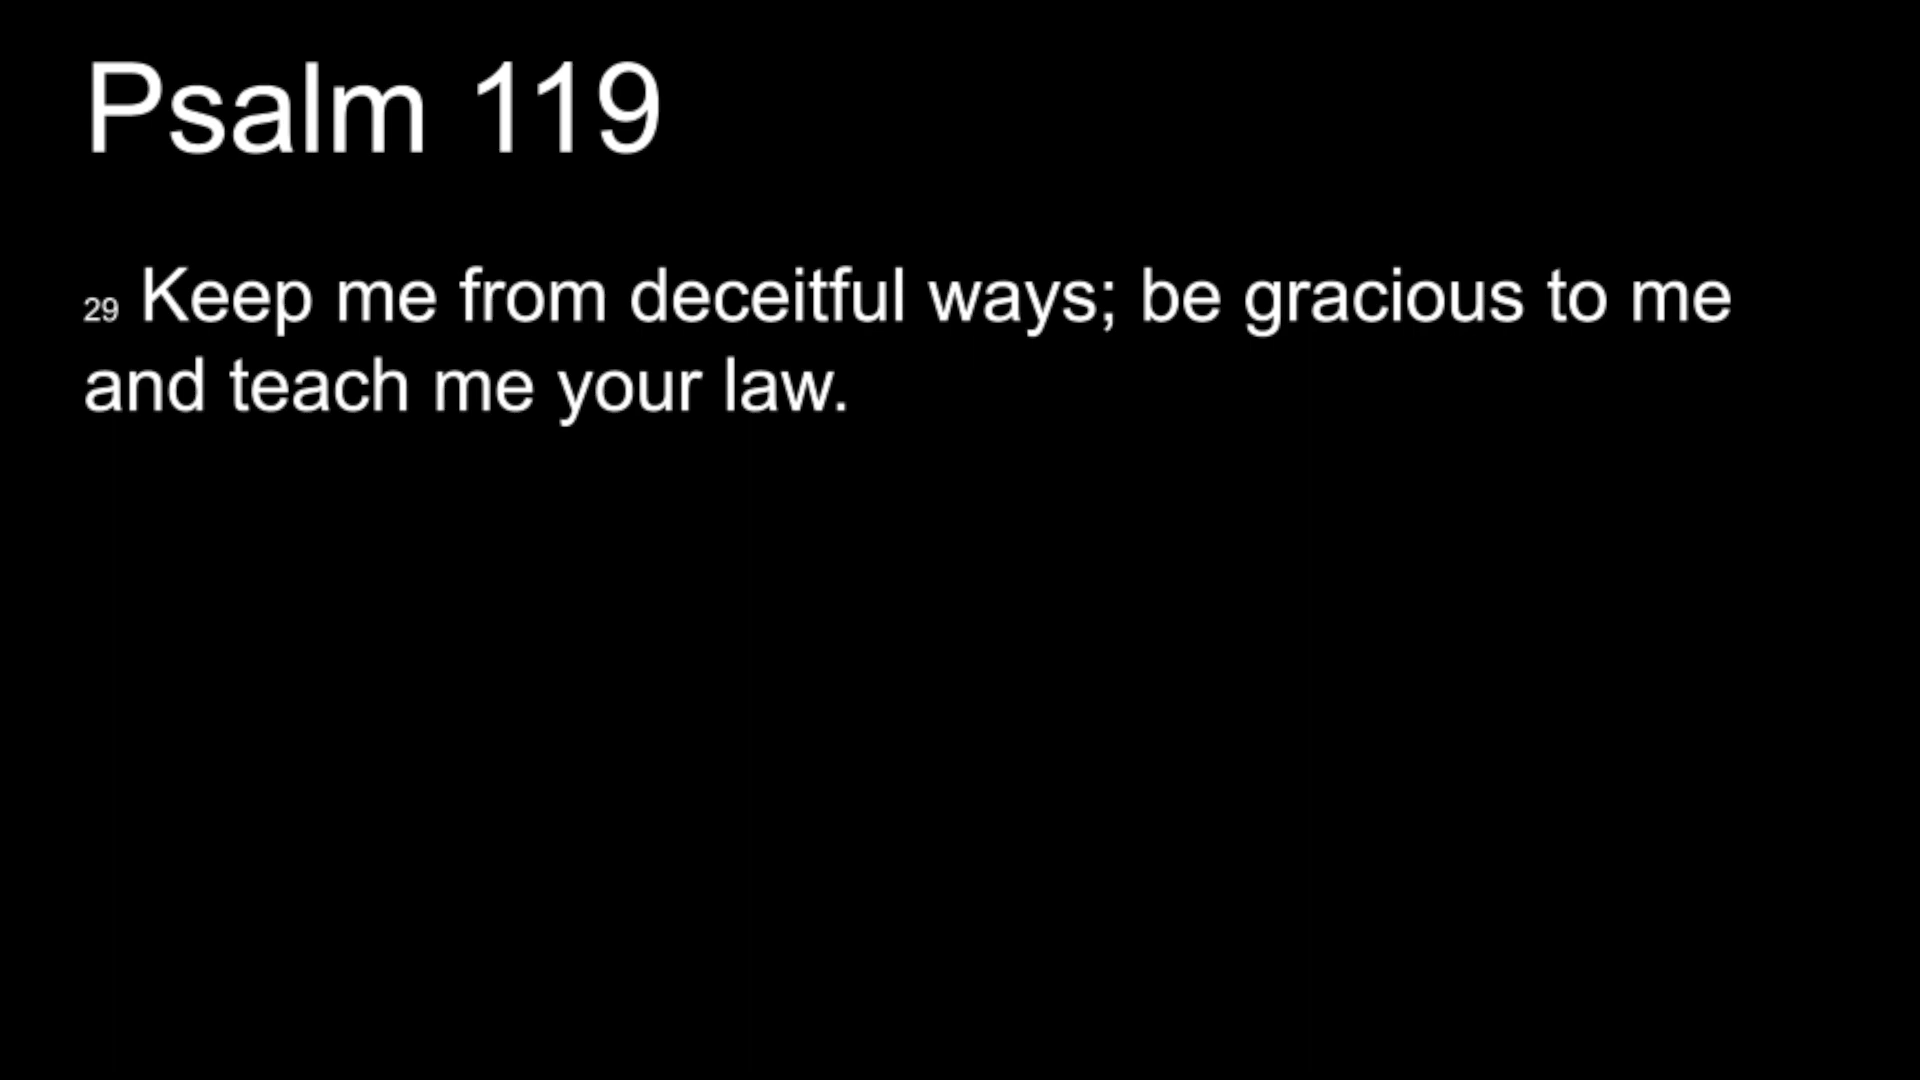 Psalm 119
29 Keep me from deceitful ways; be gracious to me
and teach me your law.